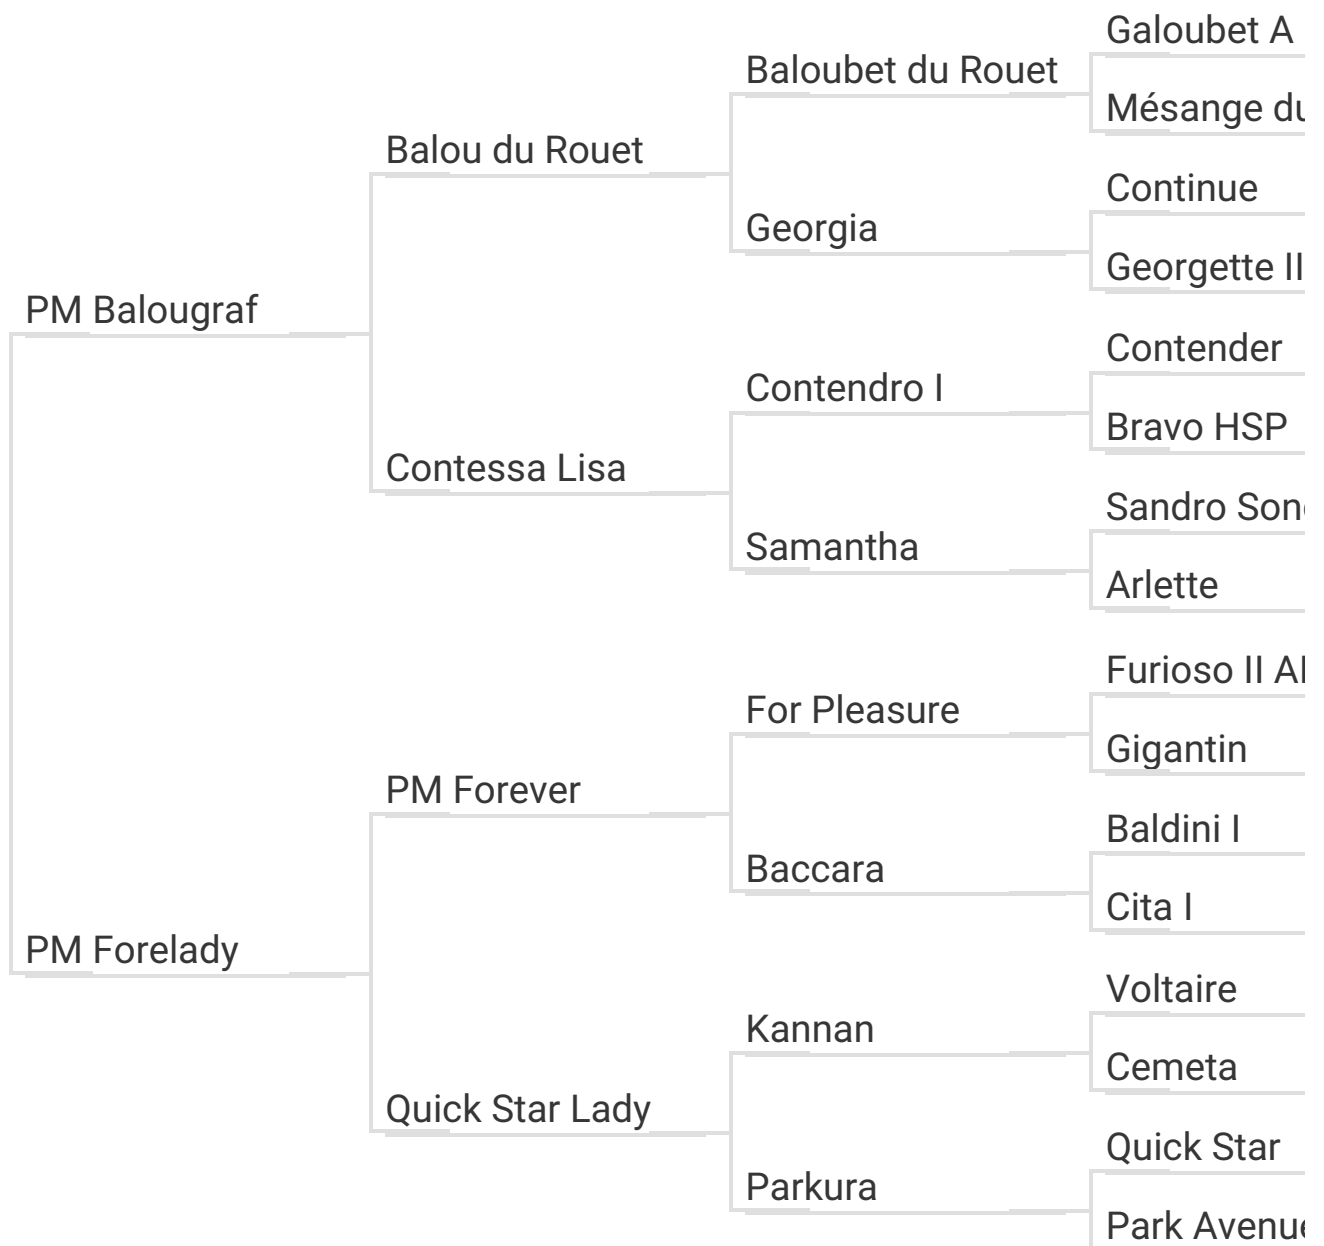 Galoubet A
Baloubet du Rouet
Mésange du
Balou du Rouet
Continue
Georgia
Georgette II
PM Balougraf
Contender
Contendro I
Bravo HSP
Contessa Lisa
Sandro
Samantha
Arlette
Furioso II
For Pleasure
Gigantin
PM Forever
Baldini I
Baccara
Cita I
PM Forelady
Voltaire
Kannan
Cemeta
Quick Star Lady
Quick Star
Parkura
Park Avenue